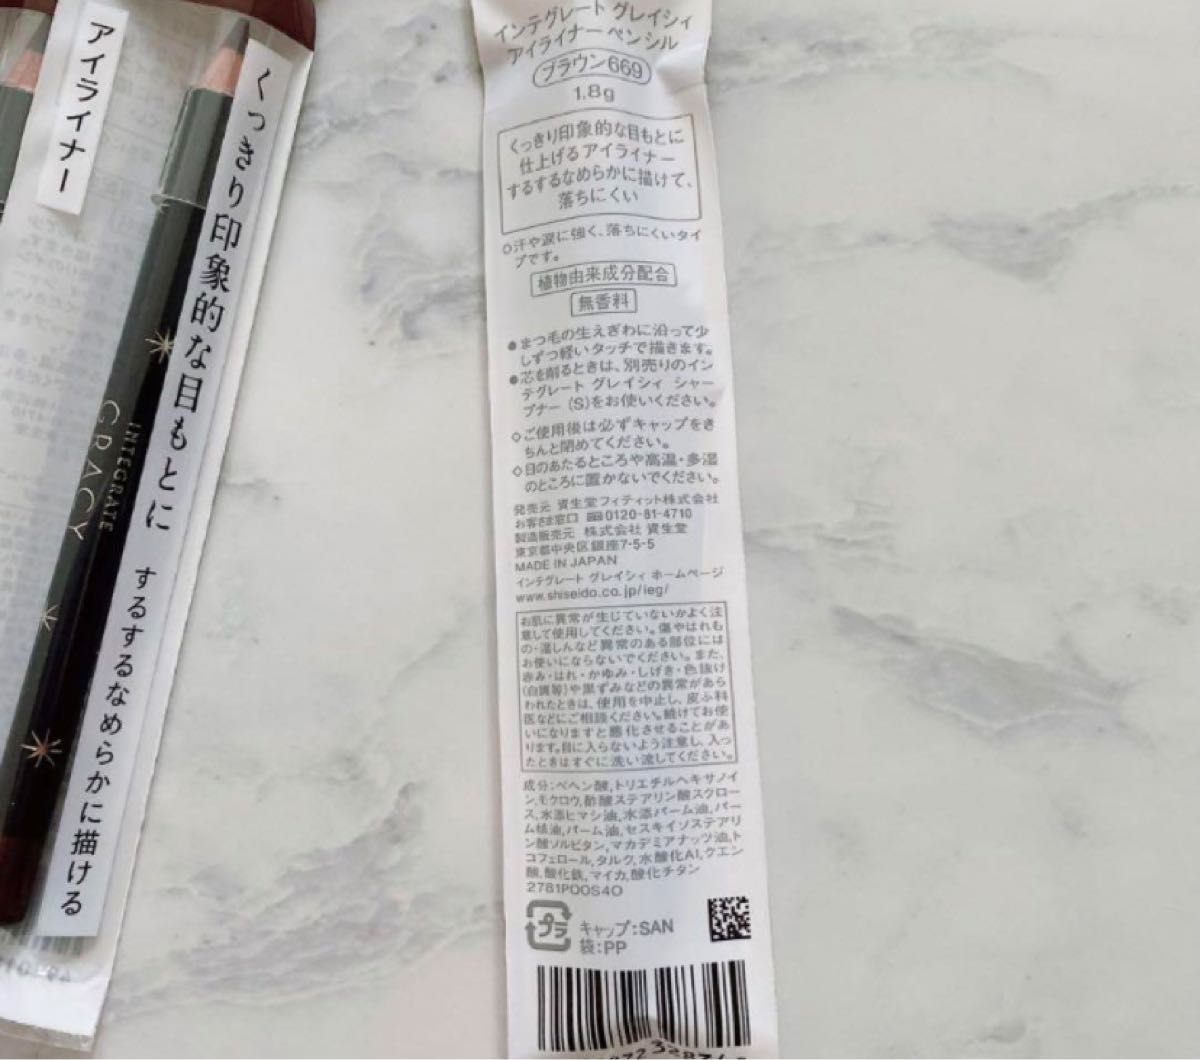 アイライナー
くっきり印象的な目もとに するするなめらかに描ける
INTEGRATE
GRACY
インテグレート グレイシィ
アイライナーペンシル
ブラウン669
1.8g
くっきり印象的な目もとに
仕上げるアイライナー
するするなめらかに描けて、
落ちにくい
○汗や涙に強く、落ちにくいタイ
プです。
植物由来成分配合
無香料
●まつ毛の生えぎわに沿って少
しずつ軽いタッチで描きます。
●芯を削るときは、別売りのイン
テグレート グレイシィ シャー
プナー (S)をお使いください。
◇ご使用後は必ずキャップをき
ちんと閉めてください。
◇日のあたるところや高温・多湿
のところに置かないでください。
発売元 資生堂フィティット株式会社
お客さま窓口 0120-81-4710
製造販売元 株式会社 資生堂
東京都中央区銀座7-5-5
MADE IN JAPAN
インテグレート グレイシィ ホームページ
www.shiseido.co.jp/ieg/
お肌に異常が生じていないかよく注
意して使用してください。傷やはれも
の・湿しんなど異常のある部位には
お使いにならないでください。また、
赤み・はれ・かゆみ・しげき・色抜け
(白斑等)や黒ずみなどの異常があら
われたときは、使用を中止し、皮ふ科
医などにご相談ください。続けてお使
いになりますと悪化させることがあ
ります。目に入らないよう注意し、入っ
たときはすぐに洗い流してください。
成分:ベヘン酸,トリエチルヘキサノイ
ン,モクロウ,酢酸ステアリン酸スクロー
ス,水添ヒマシ油,水添パーム油,パー
ム核油,パーム油,セスキイソステアリ
ン酸ソルビタン,マカデミアナッツ油,ト
コフェロール,タルク,水酸化Al,クエン
酸,酸化鉄,マイカ,酸化チタン
2781P00S40
プラ
キャップ:SAN
袋:PP